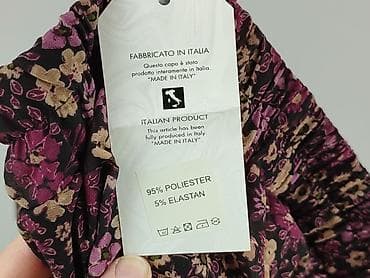 FABBRICATO IN ITALIA
Questo capo è stato
prodotto interamente in Italia.
"MADE IN ITALY"
ITALIAN PRODUCT
This article has been
fully produced in Italy
"MADE IN ITALY"
95% POLIESTER
5% ELASTAN